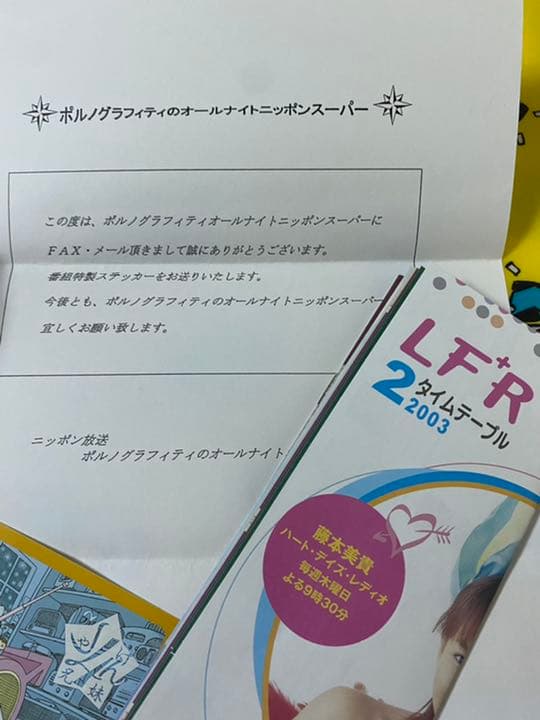 ポルノグラフィティのオールナイトニッポンスーパー
この度は、ポルノグラフィティオールナイトニッポンスーパーに
FAX・メール頂きまして誠にありがとうございます。
番組特製ステッカーをお送りいたします。
今後とも、ポルノグラフィティのオールナイトニッポンスーパー
宜しくお願い致します。
ニッポン放送
ポルノグラフィティのオールナイト
LF+R
2 タイムテーブル
2003
藤本美貴
ハート・デイズ・レディオ
毎週木曜日
よる9時30分
兄妹